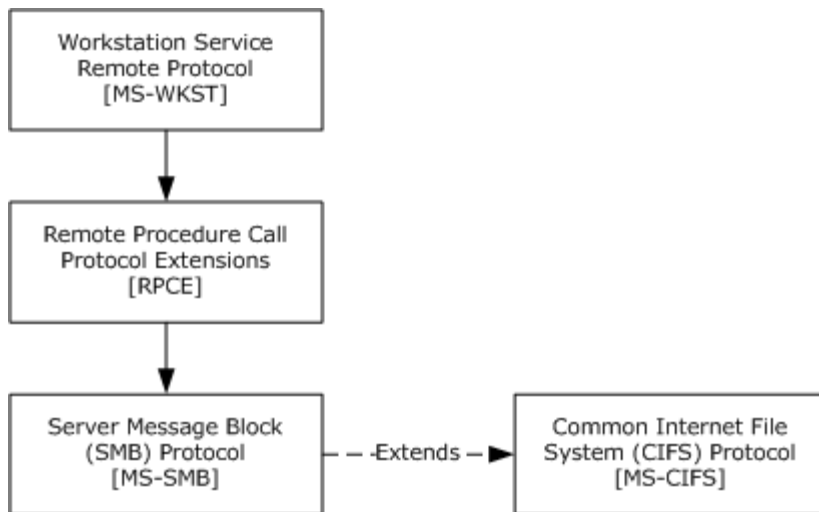 Workstation Service
Remote Protocol
[MS-WKST]
Remote Procedure Call
Protocol Extensions
[RPCE]
Server Message Block
(SMB) Protocol
[MS-SMB]
Extends
Common Internet File
System (CIFS) Protocol
[MS-CIFS]